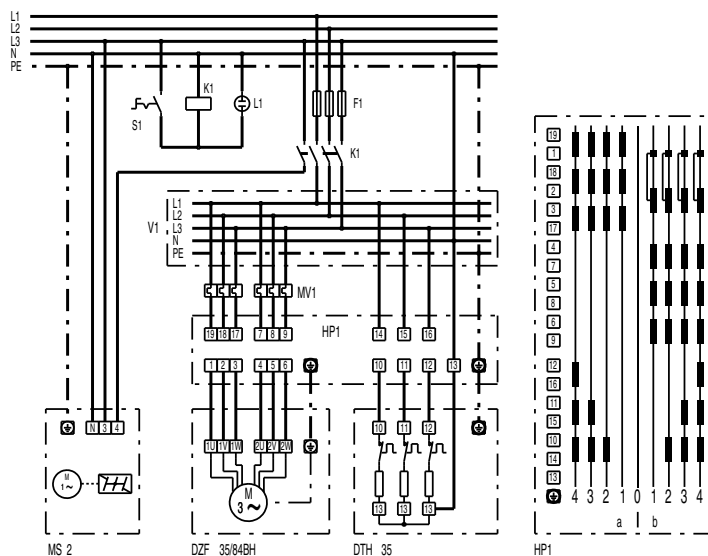 L1
L2
L3
N
PE
S1
K1
L1
F1
K1
V1
L1
L2
L3
N
PE
MV1
19 18 17 7 8 9 HP1 14 15 16
1 2 3 4 5 6 10 11 12 13
N 3 4
1U 1V 1W 2U 2V 2W
10 11 12
M
1~
M
3~
13 13 13
MS 2
DZF 35/84BH
DTH 35
19
1
18
2
3
17
4
7
5
8
6
9
12
16
11
15
10
14
13
4 3 2 1 0 1 2 3 4
a b
HP1